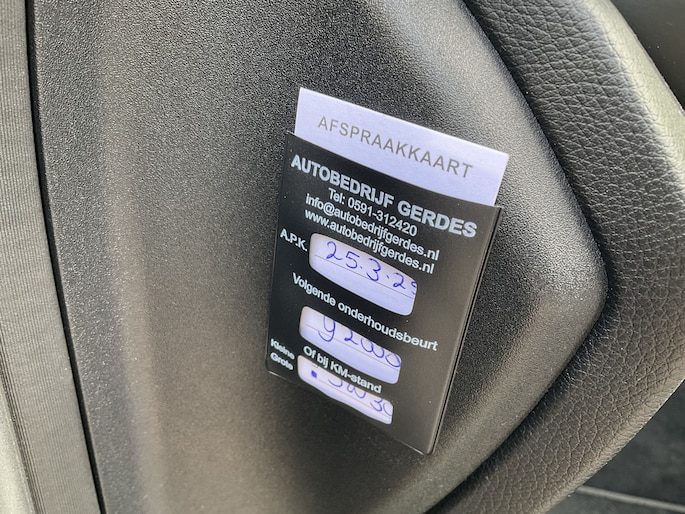 AFSPRAAKKAART
AUTOBEDRIJF GERDES
Tel: 0591-312420
info@autobedrijfgerdes.nl
www.autobedrijfgerdes.nl
A.P.K. 25.3.2
Volgende onderhoudsbeurt
Of bij KM-stand
Kleine
Grote